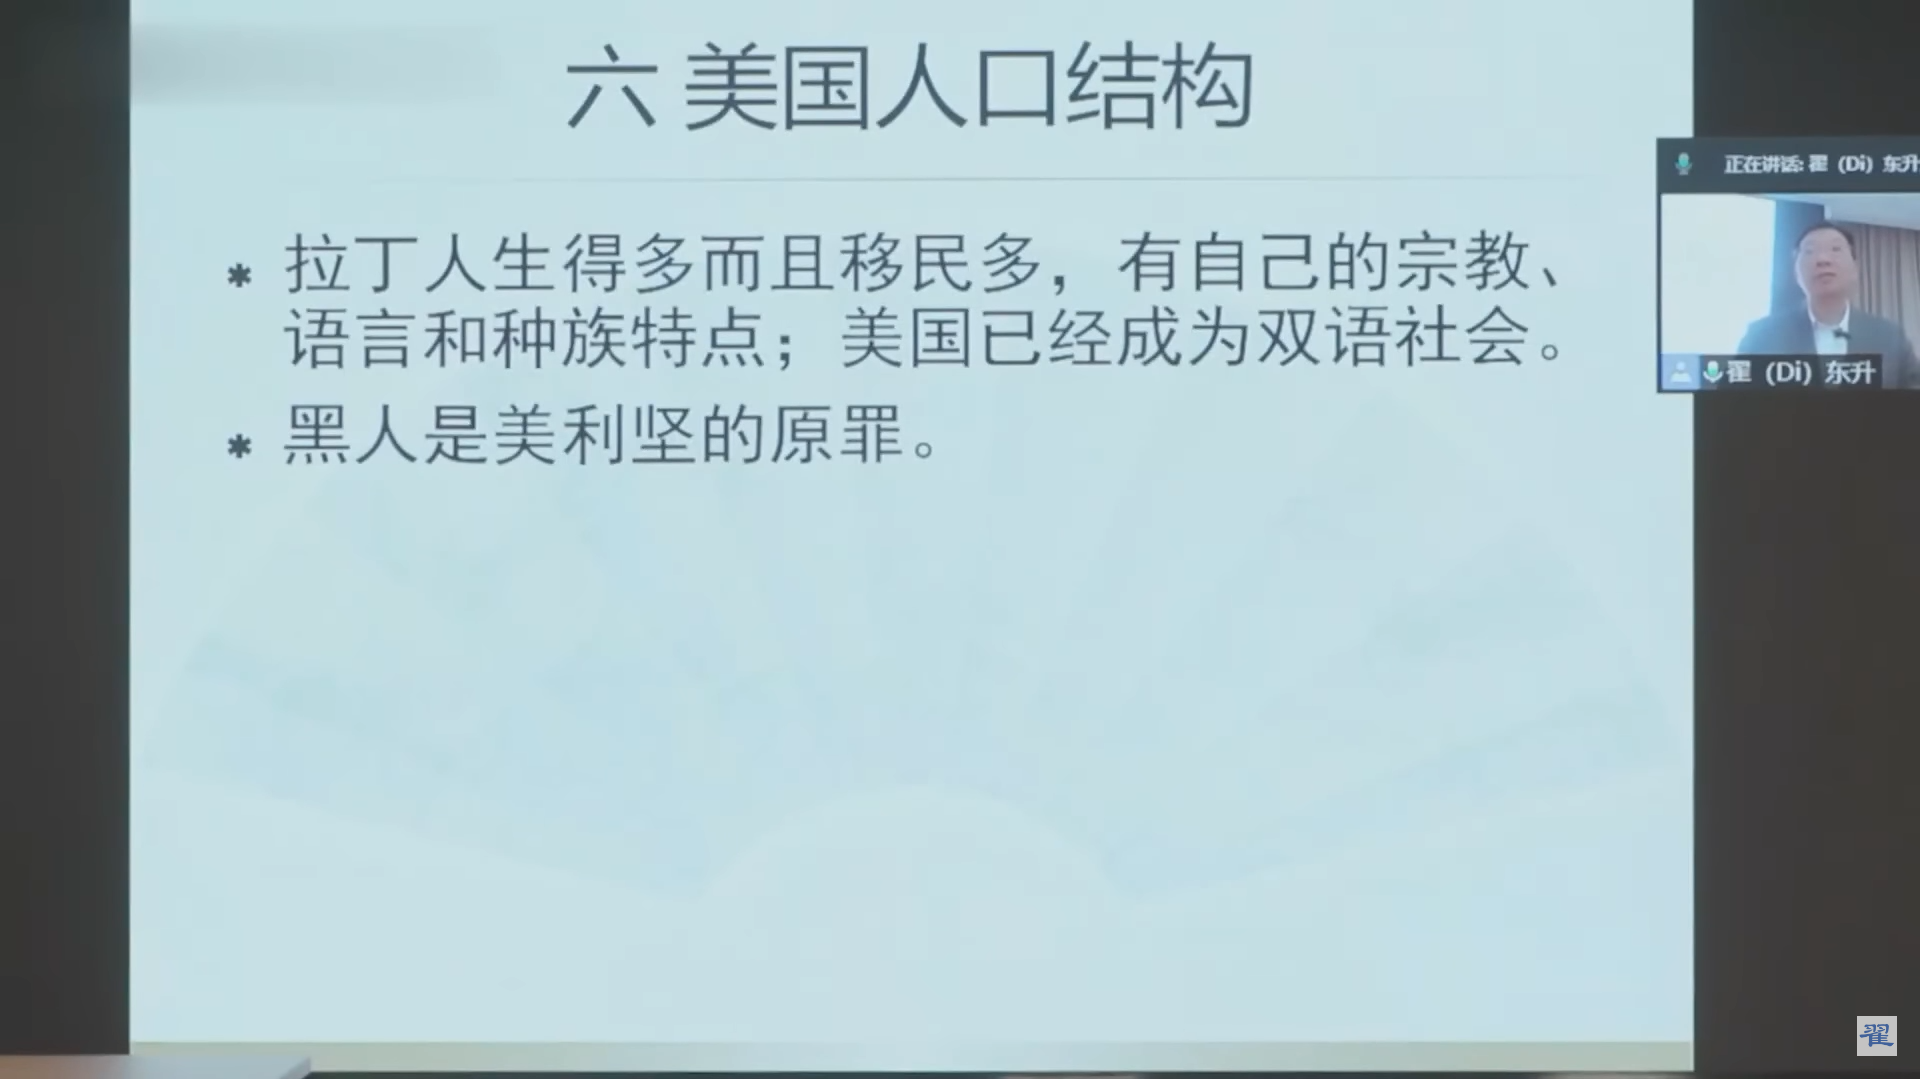 六 美国人口结构
* 拉丁人生得多而且移民多，有自己的宗教、
语言和种族特点；美国已经成为双语社会。
* 黑人是美利坚的原罪。
正在讲话: 翟（Di）东升
翟（Di）东升
翟